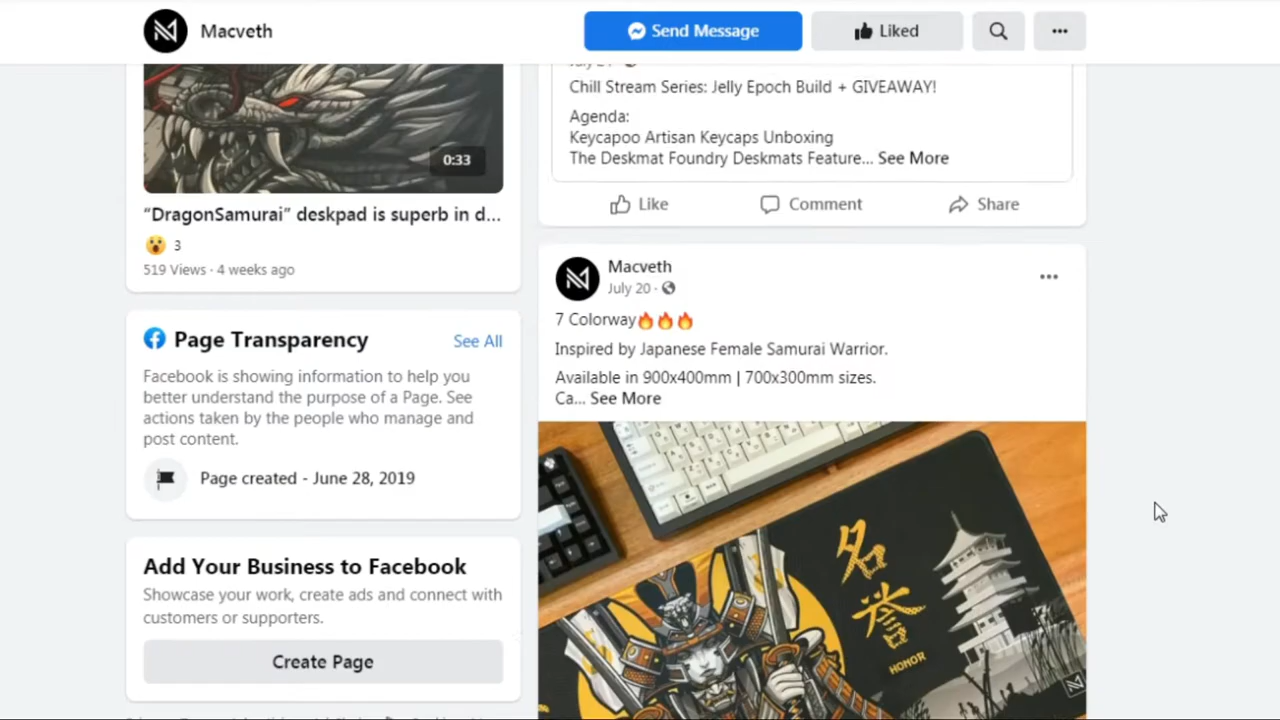 Macveth
Send Message
Liked
0:33
“DragonSamurai” deskpad is superb in d...
3
519 Views · 4 weeks ago
Page Transparency
See All
Facebook is showing information to help you
better understand the purpose of a Page. See
actions taken by the people who manage and
post content.
Page created - June 28, 2019
Add Your Business to Facebook
Showcase your work, create ads and connect with
customers or supporters.
Create Page
Chill Stream Series: Jelly Epoch Build + GIVEAWAY!
Agenda:
Keycapoo Artisan Keycaps Unboxing
The Deskmat Foundry Deskmats Feature... See More
Like
Comment
Share
Macveth
July 20 ·
7 Colorway🔥🔥🔥
Inspired by Japanese Female Samurai Warrior.
Available in 900x400mm | 700x300mm sizes.
Ca... See More
名
誉
HONOR